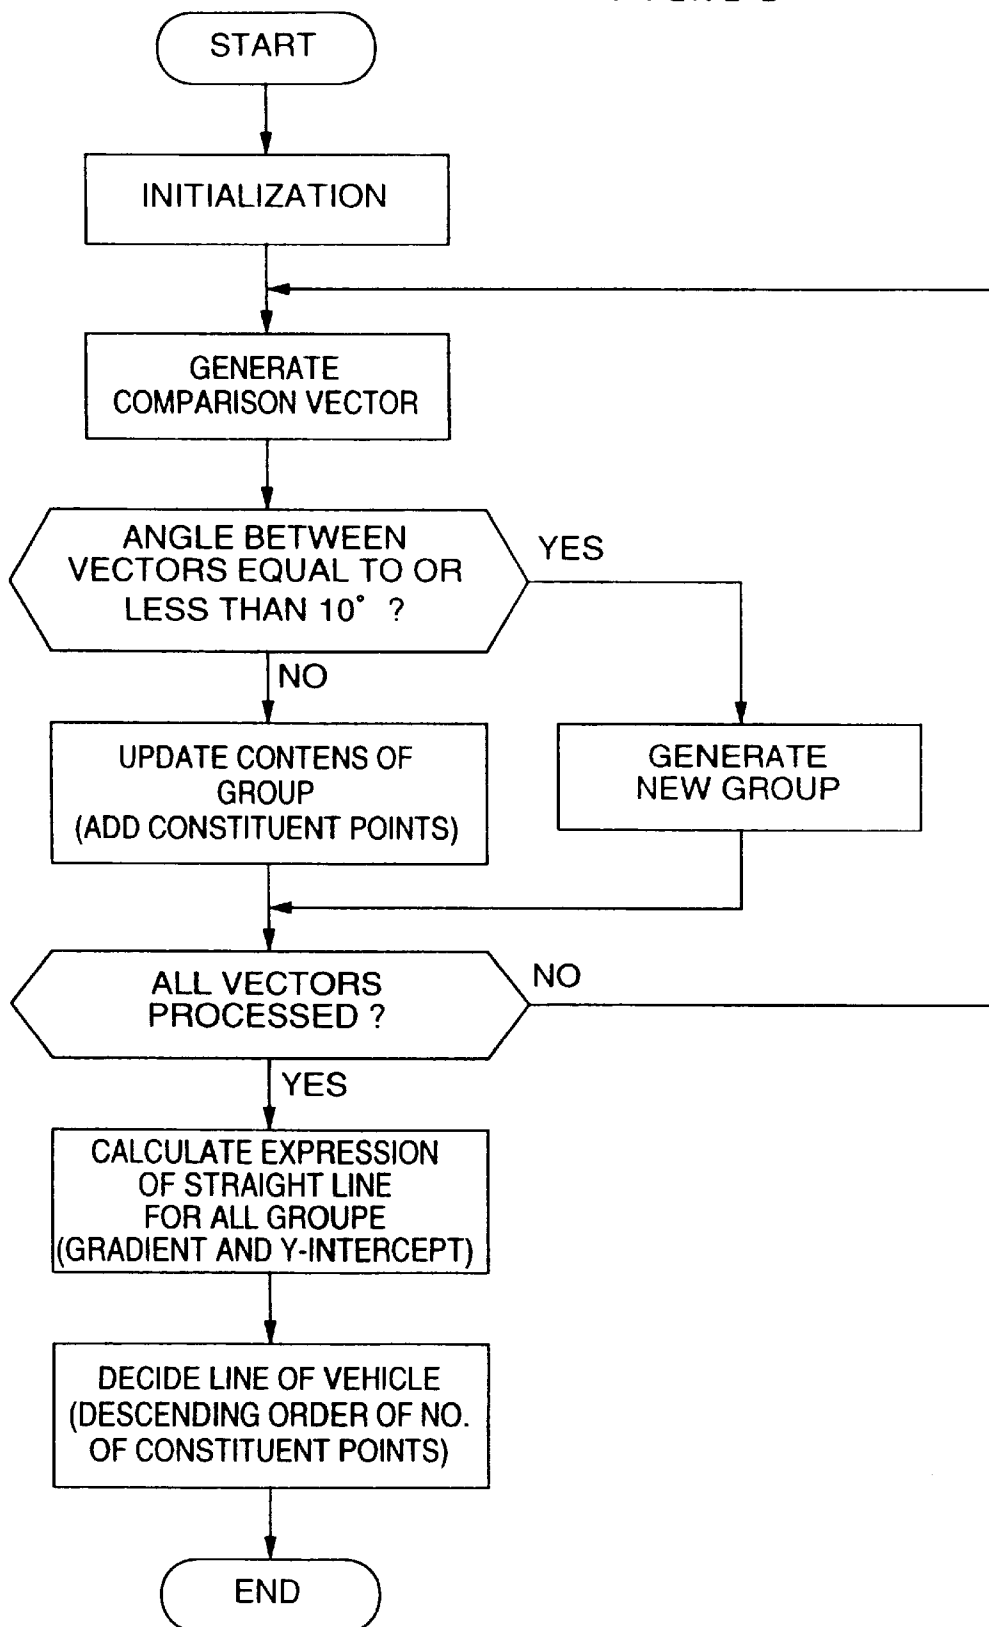 START
INITIALIZATION
GENERATE
COMPARISON VECTOR
ANGLE BETWEEN
VECTORS EQUAL TO OR
LESS THAN 10° ?
YES
NO
UPDATE CONTENS OF
GROUP
(ADD CONSTITUENT POINTS)
GENERATE
NEW GROUP
ALL VECTORS
PROCESSED ?
NO
YES
CALCULATE EXPRESSION
OF STRAIGHT LINE
FOR ALL GROUPE
(GRADIENT AND Y-INTERCEPT)
DECIDE LINE OF VEHICLE
(DESCENDING ORDER OF NO.
OF CONSTITUENT POINTS)
END